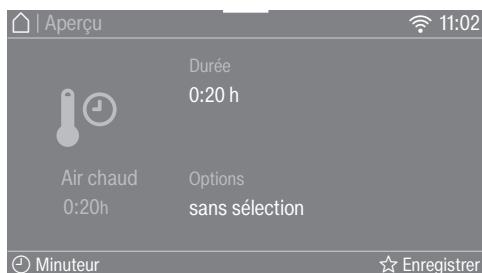 | Aperçu 11:02
Durée
0:20 h
Air chaud
0:20h
Options
sans sélection
Minuteur Enregistrer